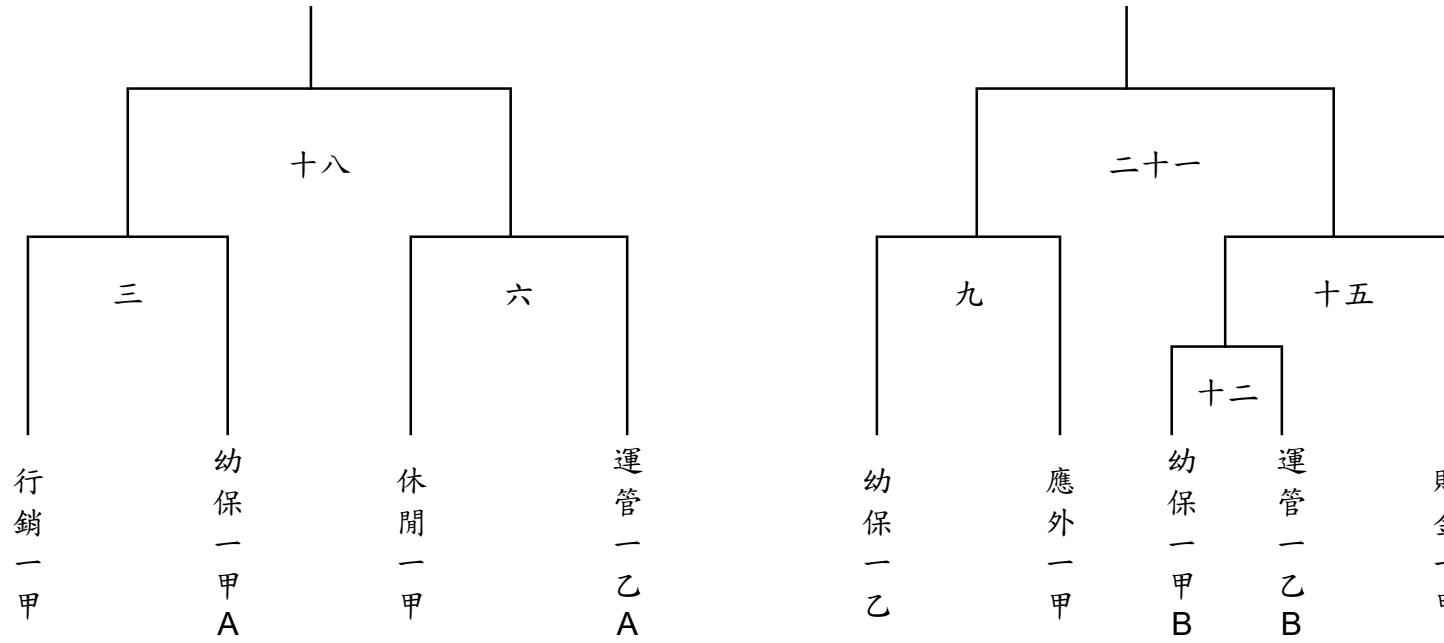 十八
二十一
三
六
九
十五
十二
行銷一甲
幼保一甲A
休閒一甲
運管一乙A
幼保一乙
應外一甲
幼保一甲B
運管一乙B